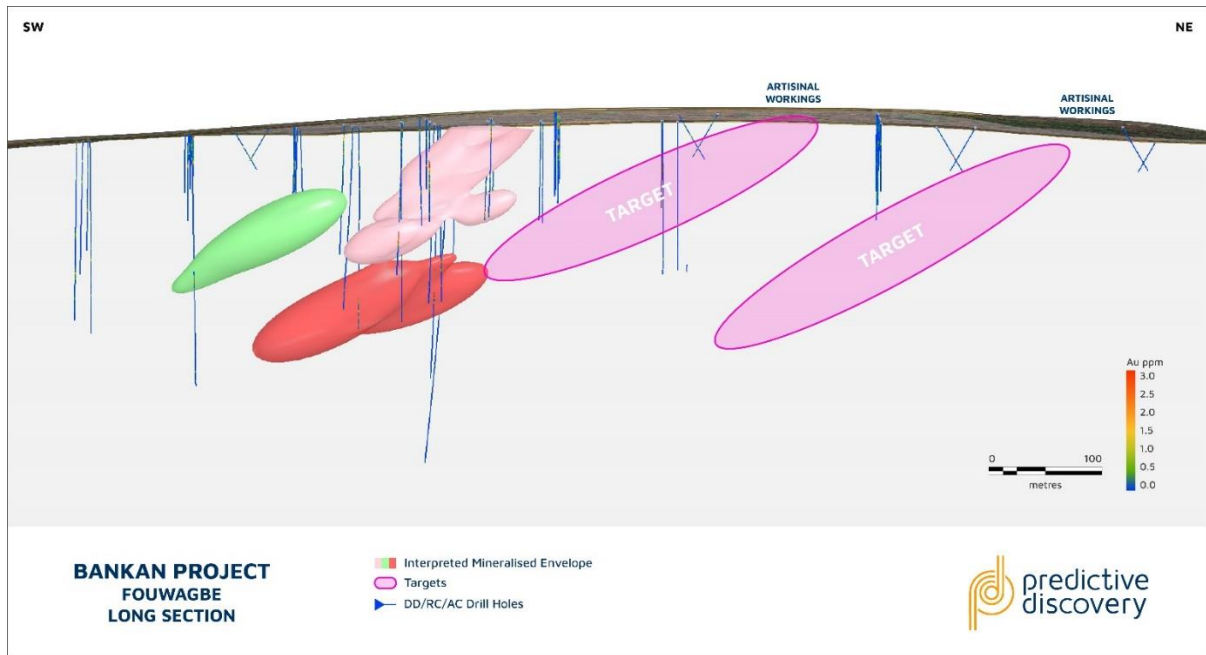 SW
NE
ARTISINAL
WORKINGS
ARTISINAL
WORKINGS
TARGET
TARGET
Au ppm
3.0
2.5
2.0
1.5
1.0
0.5
0.0
0 100
metres
BANKAN PROJECT
FOUWAGBE
LONG SECTION
Interpreted Mineralised Envelope
Targets
DD/RC/AC Drill Holes
predictive
discovery